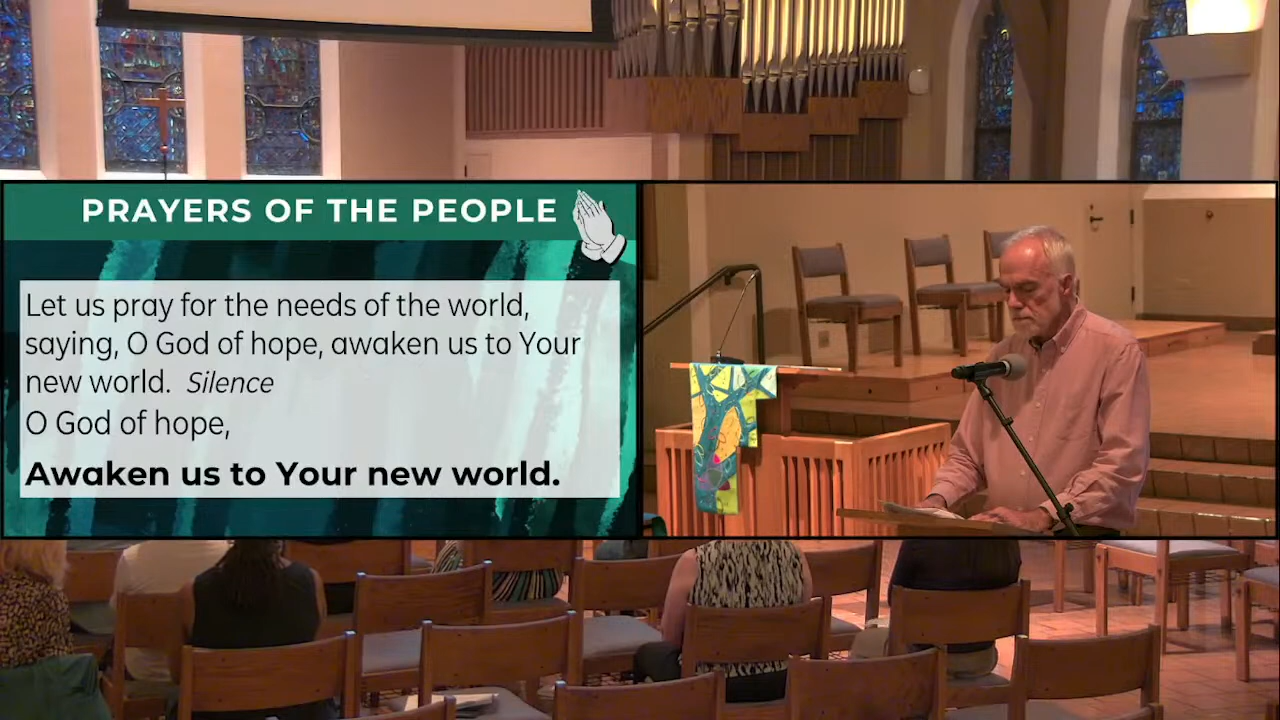 PRAYERS OF THE PEOPLE
Let us pray for the needs of the world,
saying, O God of hope, awaken us to Your
new world. Silence
O God of hope,
Awaken us to Your new world.